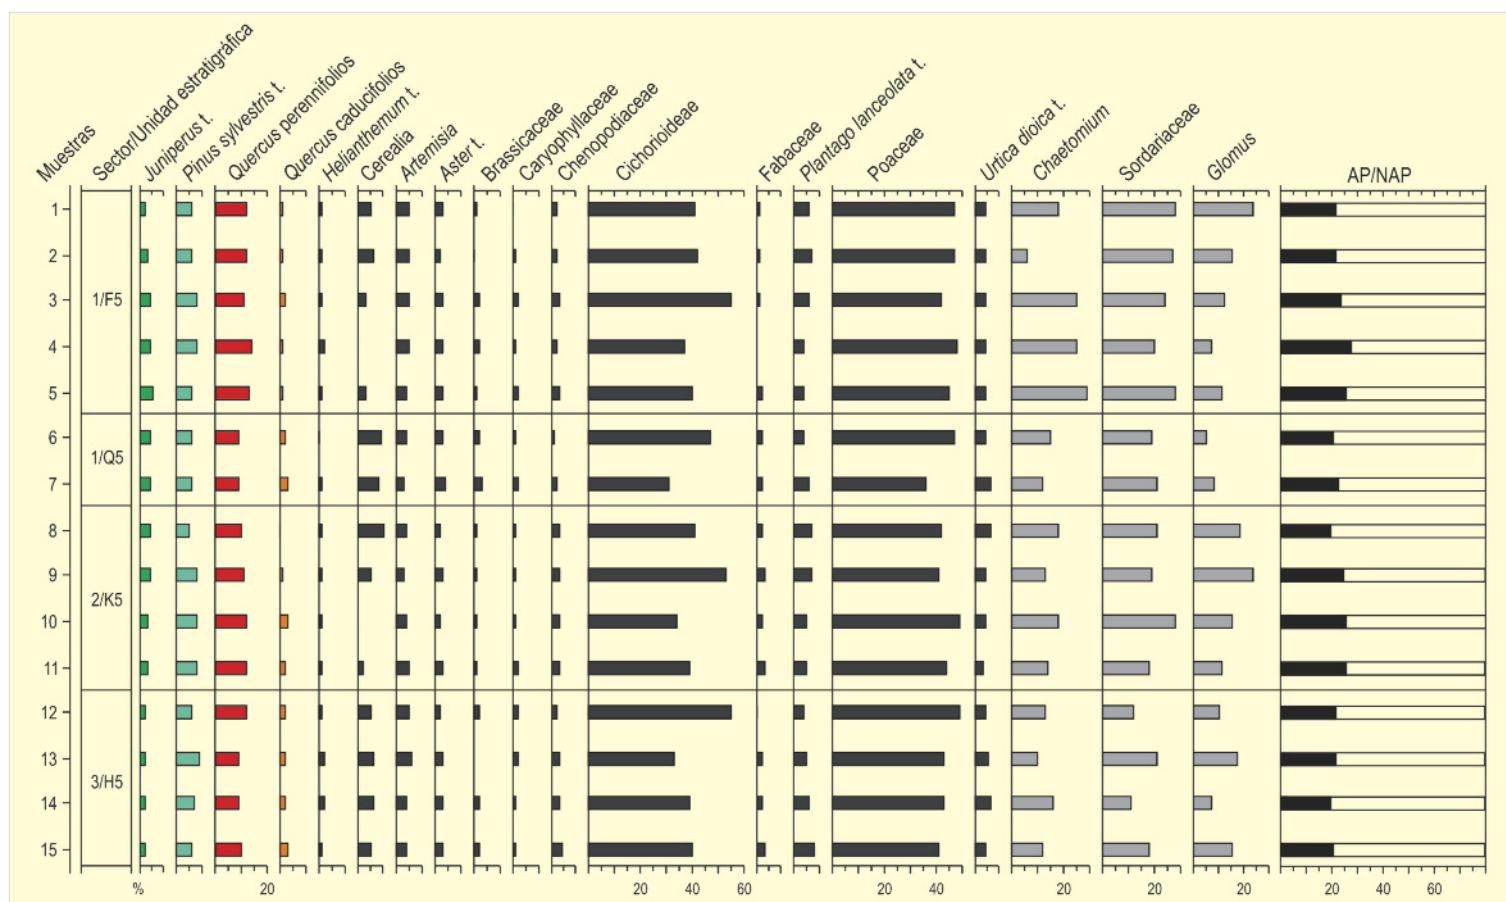 Muestras
Sector/Unidad estratigráfica
Juniperus t.
Pinus sylvestris t.
Quercus perennifolios
Quercus caducifolios
Helianthemum t.
Cerealia
Artemisia
Aster t.
Brassicaceae
Caryophyllaceae
Chenopodiaceae
Cichorioideae
Fabaceae
Plantago lanceolata t.
Poaceae
Urtica dioica t.
Chaetomium
Sordariaceae
Glomus
AP/NAP
1
2
3
1/F5
4
5
6
1/Q5
7
8
9
2/K5
10
11
12
13
3/H5
14
15
% 20 20 40 60 20 40 20 20 20 20 40 60